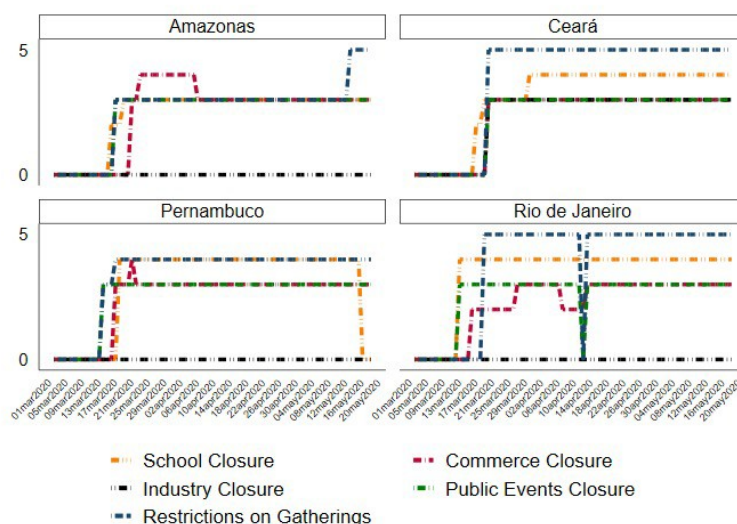 Amazonas Ceará
5
0
Pernambuco Rio de Janeiro
5
0
01mar2020 05mar2020 09mar2020 13mar2020 17mar2020 21mar2020 25mar2020 29mar2020 02apr2020 06apr2020 10apr2020 14apr2020 18apr2020 22apr2020 26apr2020 30apr2020 04may2020 08may2020 12may2020 16may2020 20may2020 01mar2020 05mar2020 09mar2020 13mar2020 17mar2020 21mar2020 25mar2020 29mar2020 02apr2020 06apr2020 10apr2020 14apr2020 18apr2020 22apr2020 26apr2020 30apr2020 04may2020 08may2020 12may2020 16may2020 20may2020
School Closure Commerce Closure
Industry Closure Public Events Closure
Restrictions on Gatherings